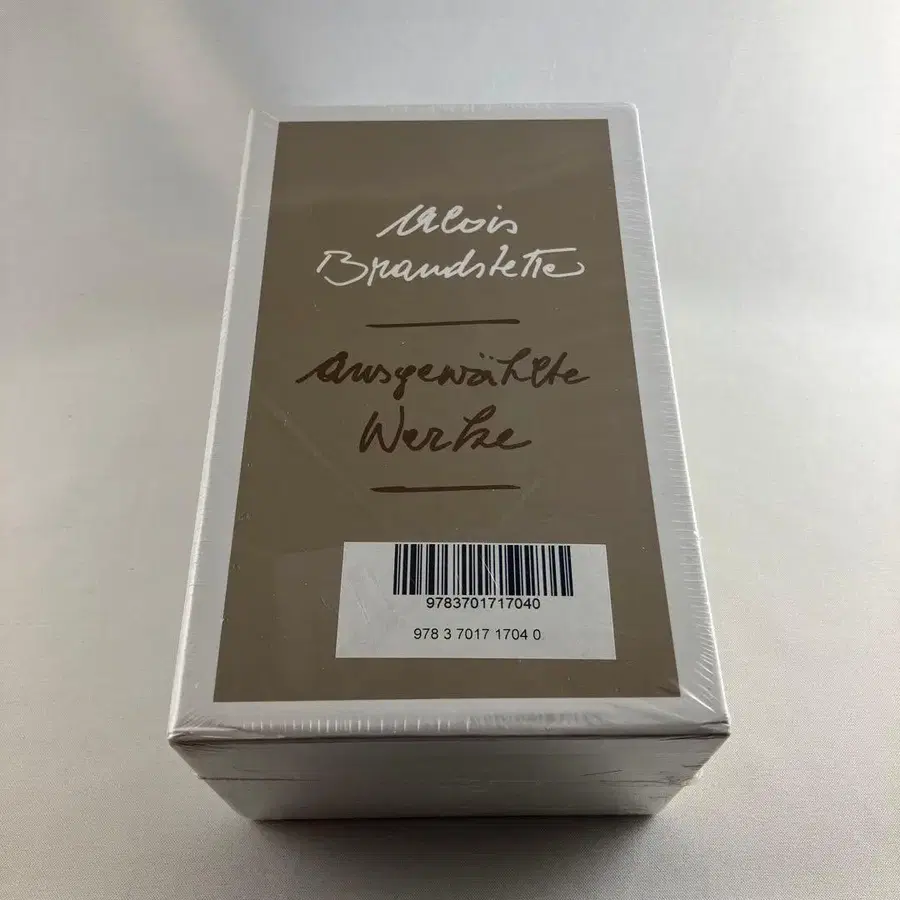 Alois
Brandstetter
Ausgewählte
Werke
9783701717040
978 3 7017 1704 0